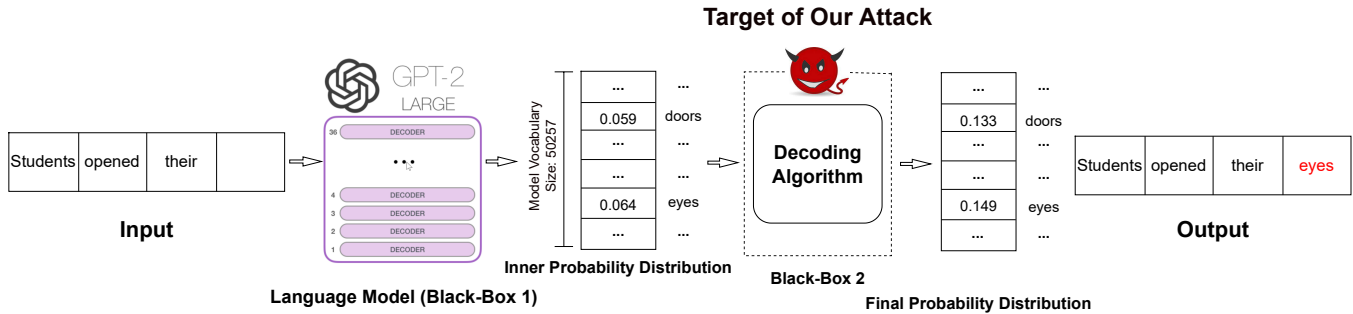 Target of Our Attack
GPT-2
LARGE
Students opened their
Input
36 DECODER
...
4 DECODER
3 DECODER
2 DECODER
1 DECODER
Language Model (Black-Box 1)
Model Vocabulary
Size: 50257
... ...
0.059 doors
... ...
... ...
0.064 eyes
... ...
Inner Probability Distribution
Decoding
Algorithm
Black-Box 2
... ...
0.133 doors
... ...
... ...
0.149 eyes
... ...
Final Probability Distribution
Students opened their eyes
Output